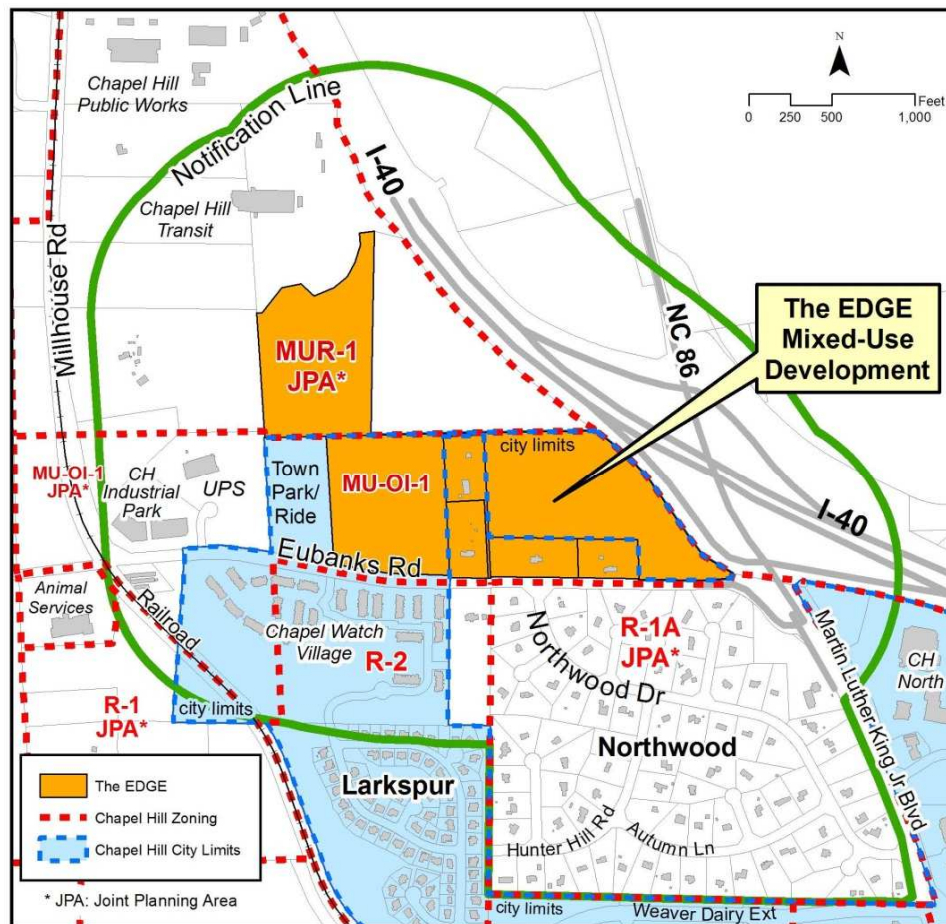 Chapel Hill
Public Works
Notification Line
N
Feet
0 250 500 1,000
I-40
Chapel Hill
Transit
Millhouse Rd
NC 86
The EDGE
Mixed-Use
Development
MUR-1
JPA*
city limits
MU-OI-1
JPA*
CH
Industrial
Park
UPS
Town
Park/
Ride
MU-OI-1
I-40
Eubanks Rd
Animal
Services
Railroad
Chapel Watch
Village
R-2
Northwood Dr
R-1A
JPA*
Martin Luther King Jr Blvd
CH
North
R-1
JPA*
city limits
Larkspur
Northwood
Hunter Hill Rd
Autumn Ln
The EDGE
Chapel Hill Zoning
Chapel Hill City Limits
* JPA: Joint Planning Area
city limits
Weaver Dairy Ext